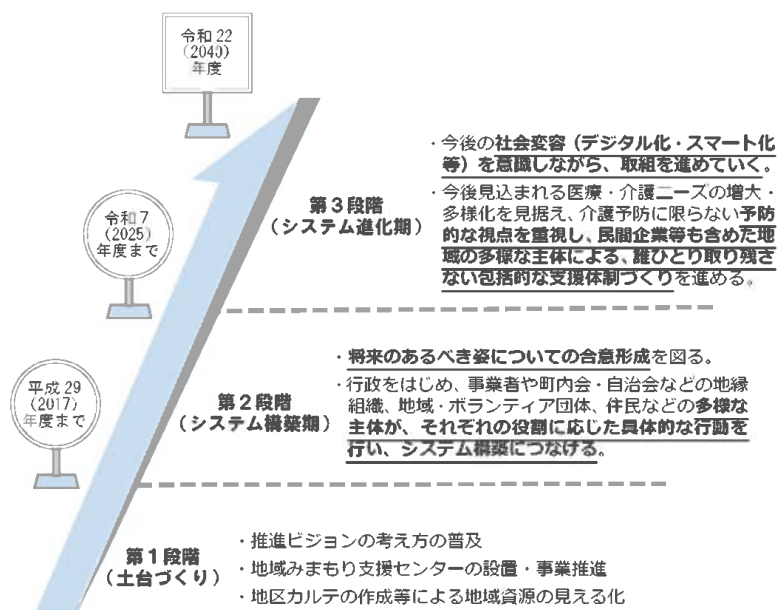 令和22
（2040）
年度
・今後の社会変容（デジタル化・スマート化
等）を意識しながら、取組を進めていく。
・今後見込まれる医療・介護ニーズの増大・
多様化を見据え、介護予防に限らない予防
的な視点を重視し、民間企業等も含めた地
域の多様な主体による、誰ひとり取り残さ
ない包括的な支援体制づくりを進める。
第３段階
（システム進化期）
令和７
（2025）
年度まで
・将来のあるべき姿についての合意形成を図る。
・行政をはじめ、事業者や町内会・自治会などの地縁
組織、地域・ボランティア団体、住民などの多様な
主体が、それぞれの役割に応じた具体的な行動を
行い、システム構築につなげる。
第２段階
（システム構築期）
平成29
（2017）
年度まで
第１段階
（土台づくり）
・推進ビジョンの考え方の普及
・地域みまもり支援センターの設置・事業推進
・地区カルテの作成等による地域資源の見える化